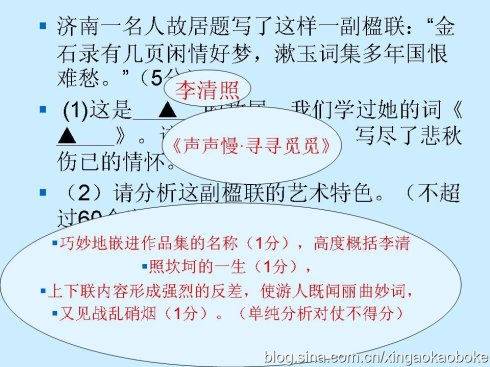 济南一名人故居题写了这样一副楹联：“金
石录有几页闲情好梦，漱玉词集多年国恨
难愁。”（5分
李清照
(1)这是 ▲ 我们学过她的词《
▲ 》。 写尽了悲秋
《声声慢·寻寻觅觅》
伤已的情怀。
（2）请分析这副楹联的艺术特色。（不超
过60
巧妙地嵌进作品集的名称（1分），高度概括李清
照坎坷的一生（1分），
上下联内容形成强烈的反差，使游人既闻丽曲妙词，
又见战乱硝烟（1分）。（单纯分析对仗不得分）
blog.sina.com.cn/xingaokaoboke